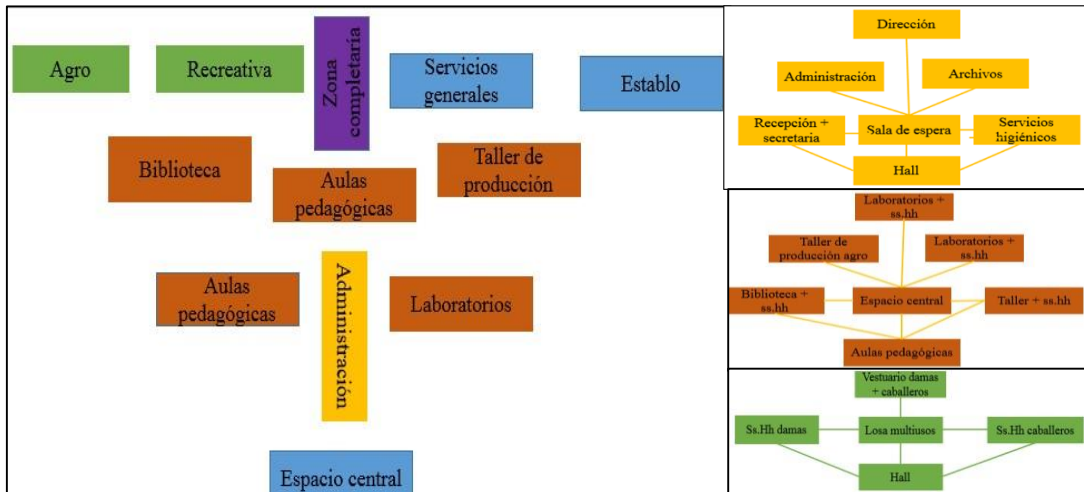 Agro
Recreativa
Zona
completaría
Servicios
generales
Establo
Biblioteca
Aulas
pedagógicas
Taller de
producción
Aulas
pedagógicas
Administración
Laboratorios
Espacio central
Dirección
Administración
Archivos
Recepción +
secretaria
Sala de espera
Servicios
higiénicos
Hall
Laboratorios +
ss.hh
Taller de
producción agro
Laboratorios +
ss.hh
Biblioteca +
ss.hh
Espacio central
Taller + ss.hh
Aulas pedagógicas
Vestuario damas
+ caballeros
Ss.Hh damas
Losa multiusos
Ss.Hh caballeros
Hall